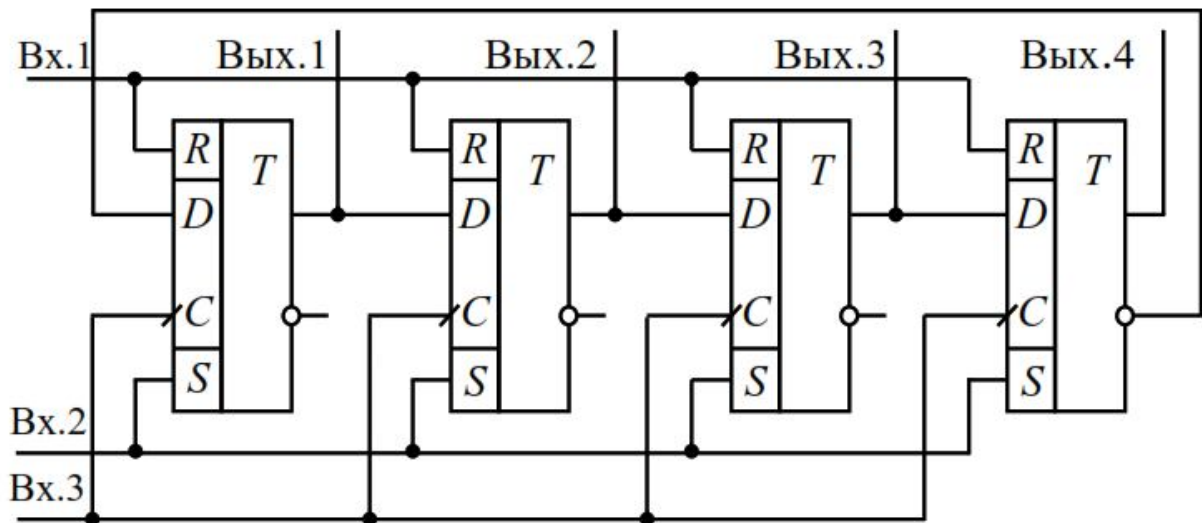 Вх.1 Вых.1 Вых.2 Вых.3 Вых.4
R T R T R T R T
D D D D
C C C C
S S S S
Вх.2
Вх.3